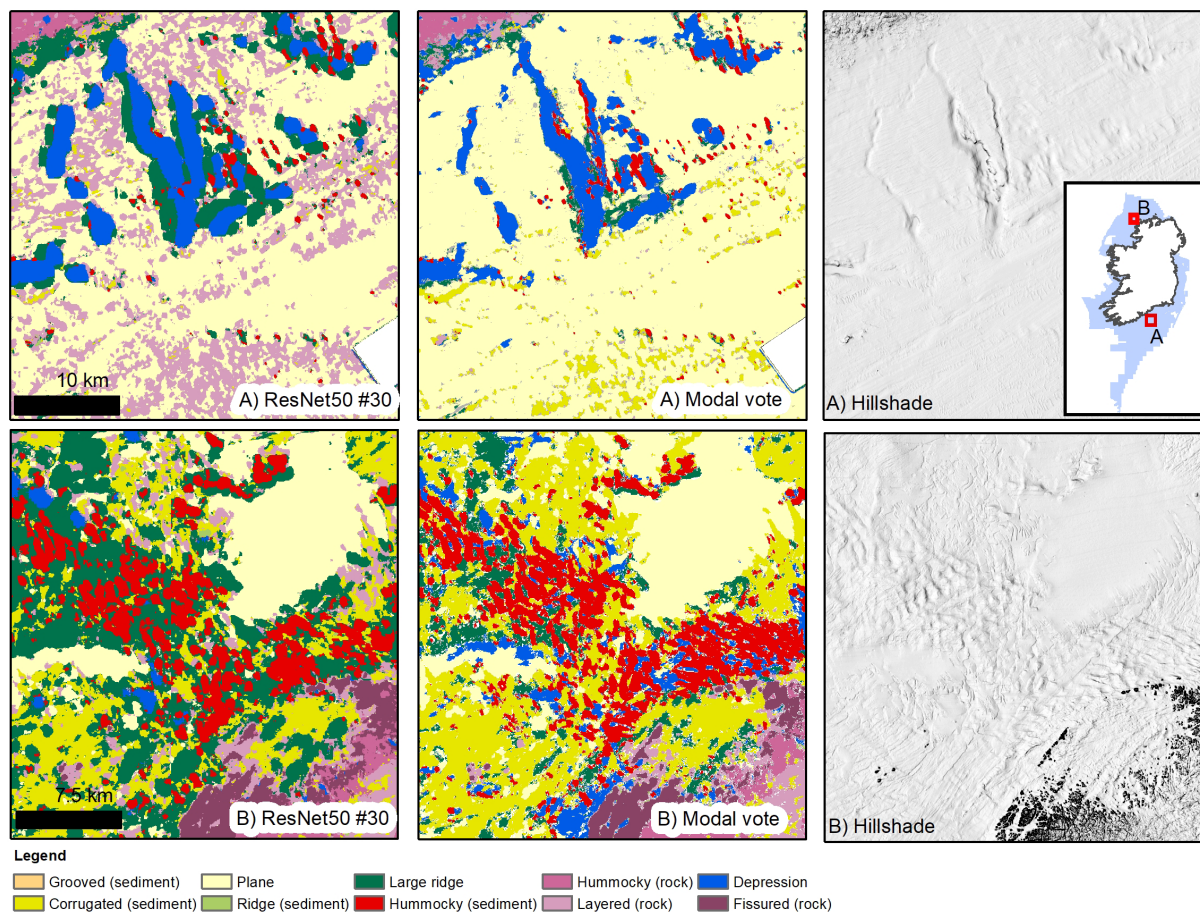 10 km
A) ResNet50 #30
A) Modal vote
A) Hillshade
B
A
7.5 km
B) ResNet50 #30
B) Modal vote
B) Hillshade
Legend
Grooved (sediment) Plane Large ridge Hummocky (rock) Depression
Corrugated (sediment) Ridge (sediment) Hummocky (sediment) Layered (rock) Fissured (rock)